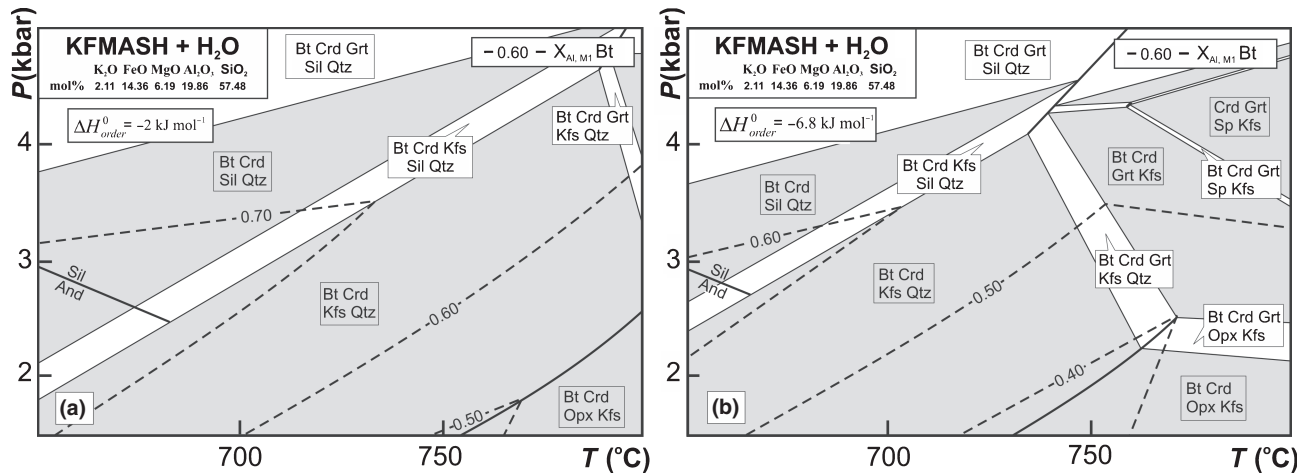 P(kbar)
KFMASH + H₂O
K₂O FeO MgO Al₂O₃ SiO₂
mol% 2.11 14.36 6.19 19.86 57.48
ΔH⁰order = −2 kJ mol⁻¹
Bt Crd Grt
Sil Qtz
− 0.60 − XAl, M1 Bt
Bt Crd Grt
Kfs Qtz
Bt Crd Kfs
Sil Qtz
Bt Crd
Sil Qtz
0.70
Sil
And
Bt Crd
Kfs Qtz
0.60
0.50
Bt Crd
Opx Kfs
4
3
2
(a)
700
750
T (°C)
P(kbar)
KFMASH + H₂O
K₂O FeO MgO Al₂O₃ SiO₂
mol% 2.11 14.36 6.19 19.86 57.48
ΔH⁰order = −6.8 kJ mol⁻¹
Bt Crd Grt
Sil Qtz
− 0.60 − XAl, M1 Bt
Crd Grt
Sp Kfs
Bt Crd
Grt Kfs
Bt Crd Grt
Sp Kfs
Bt Crd Kfs
Sil Qtz
Bt Crd
Sil Qtz
0.60
Sil
And
Bt Crd
Kfs Qtz
0.50
Bt Crd Grt
Kfs Qtz
Bt Crd Grt
Opx Kfs
0.40
Bt Crd
Opx Kfs
4
3
2
(b)
700
750
T (°C)